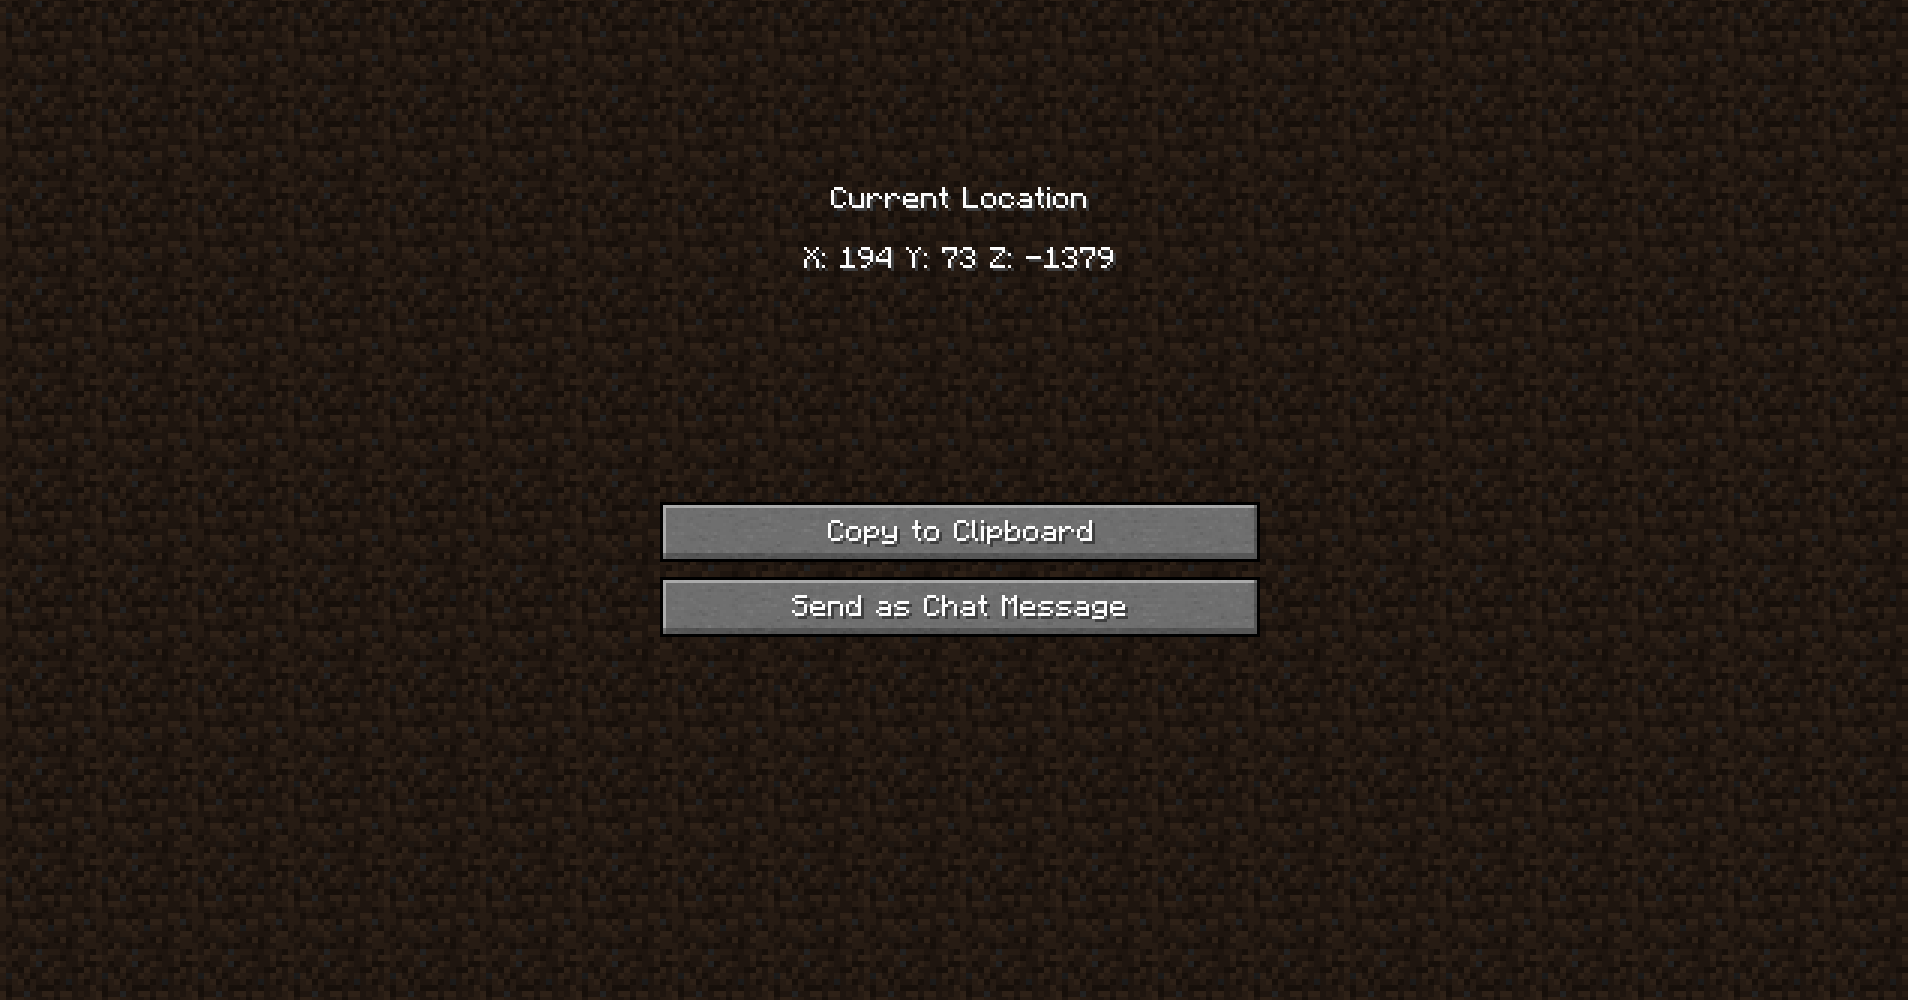 Current Location
X: 194 Y: 73 Z: -1379
Copy to Clipboard
Send as Chat Message